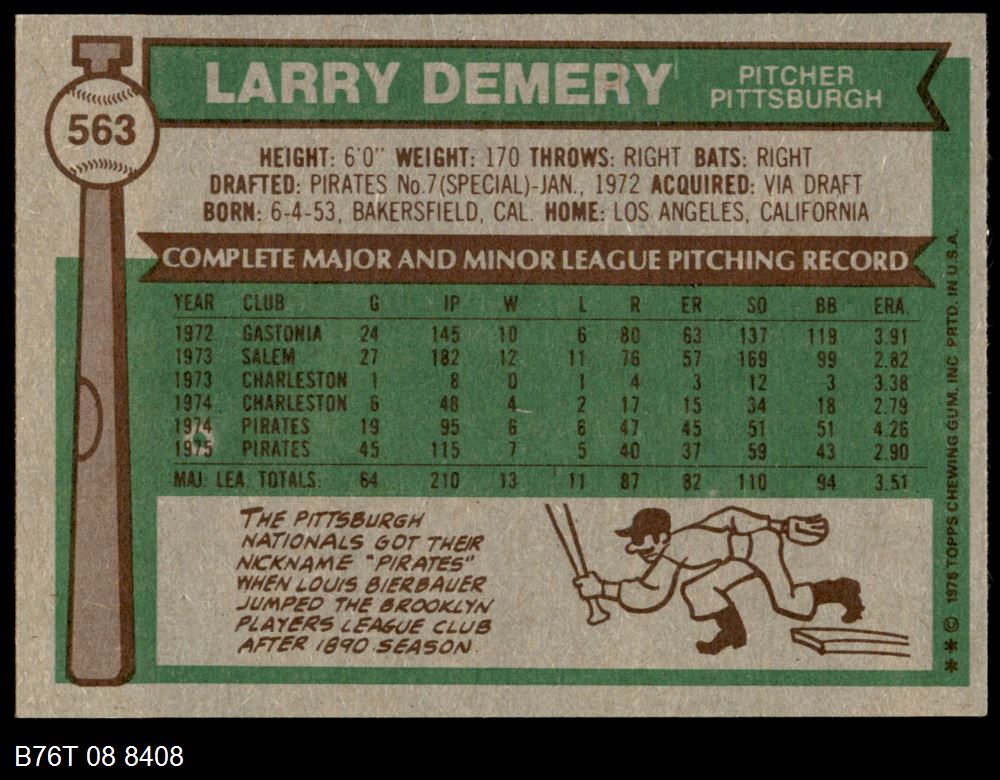 563
LARRY DEMERY
PITCHER
PITTSBURGH
HEIGHT: 6'0" WEIGHT: 170 THROWS: RIGHT BATS: RIGHT
DRAFTED: PIRATES No.7(SPECIAL)-JAN., 1972 ACQUIRED: VIA DRAFT
BORN: 6-4-53, BAKERSFIELD, CAL. HOME: LOS ANGELES, CALIFORNIA
COMPLETE MAJOR AND MINOR LEAGUE PITCHING RECORD
YEAR CLUB G IP W L R ER SO BB ERA.
1972 GASTONIA 24 145 10 6 80 63 137 119 3.91
1973 SALEM 27 182 12 11 76 57 169 99 2.82
1973 CHARLESTON 1 8 0 1 4 3 12 3 3.38
1974 CHARLESTON 6 48 4 2 17 15 34 18 2.79
1974 PIRATES 19 95 6 6 47 45 51 51 4.26
1975 PIRATES 45 115 7 5 40 37 59 43 2.90
MAJ. LEA. TOTALS: 64 210 13 11 87 82 110 94 3.51
THE PITTSBURGH
NATIONALS GOT THEIR
NICKNAME "PIRATES"
WHEN LOUIS BIERBAUER
JUMPED THE BROOKLYN
PLAYERS LEAGUE CLUB
AFTER 1890 SEASON.
** © 1976 TOPPS CHEWING GUM, INC. PRTD. IN U.S.A.
B76T 08 8408